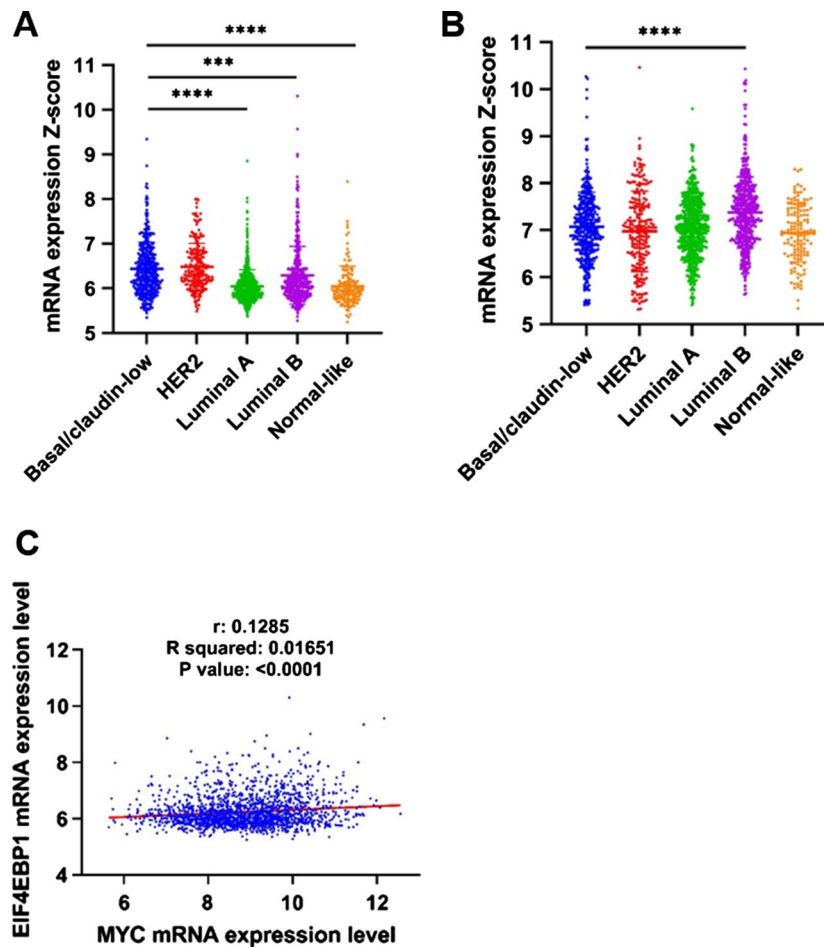 A
****
***
****
mRNA expression Z-score
11
10
9
8
7
6
5
Basal/claudin-low
HER2
Luminal A
Luminal B
Normal-like
B
****
mRNA expression Z-score
11
10
9
8
7
6
5
Basal/claudin-low
HER2
Luminal A
Luminal B
Normal-like
C
r: 0.1285
R squared: 0.01651
P value: <0.0001
EIF4EBP1 mRNA expression level
12
10
8
6
4
6 8 10 12
MYC mRNA expression level